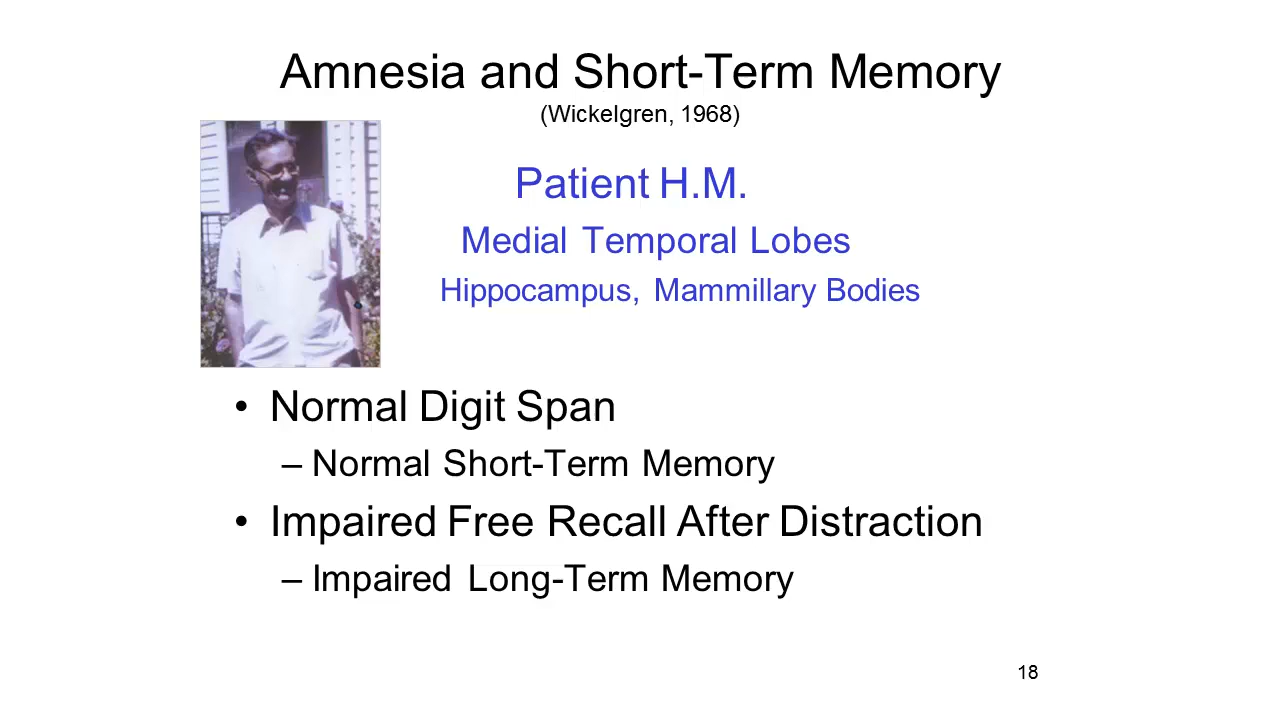 Amnesia and Short-Term Memory
(Wickelgren, 1968)
Patient H.M.
Medial Temporal Lobes
Hippocampus, Mammillary Bodies
• Normal Digit Span
– Normal Short-Term Memory
• Impaired Free Recall After Distraction
– Impaired Long-Term Memory
18